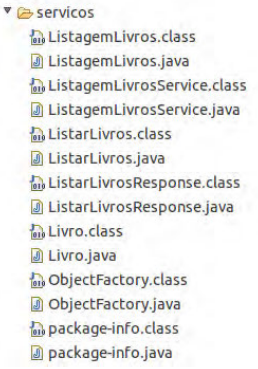 servicos
ListagemLivros.class
ListagemLivros.java
ListagemLivrosService.class
ListagemLivrosService.java
ListarLivros.class
ListarLivros.java
ListarLivrosResponse.class
ListarLivrosResponse.java
Livro.class
Livro.java
ObjectFactory.class
ObjectFactory.java
package-info.class
package-info.java